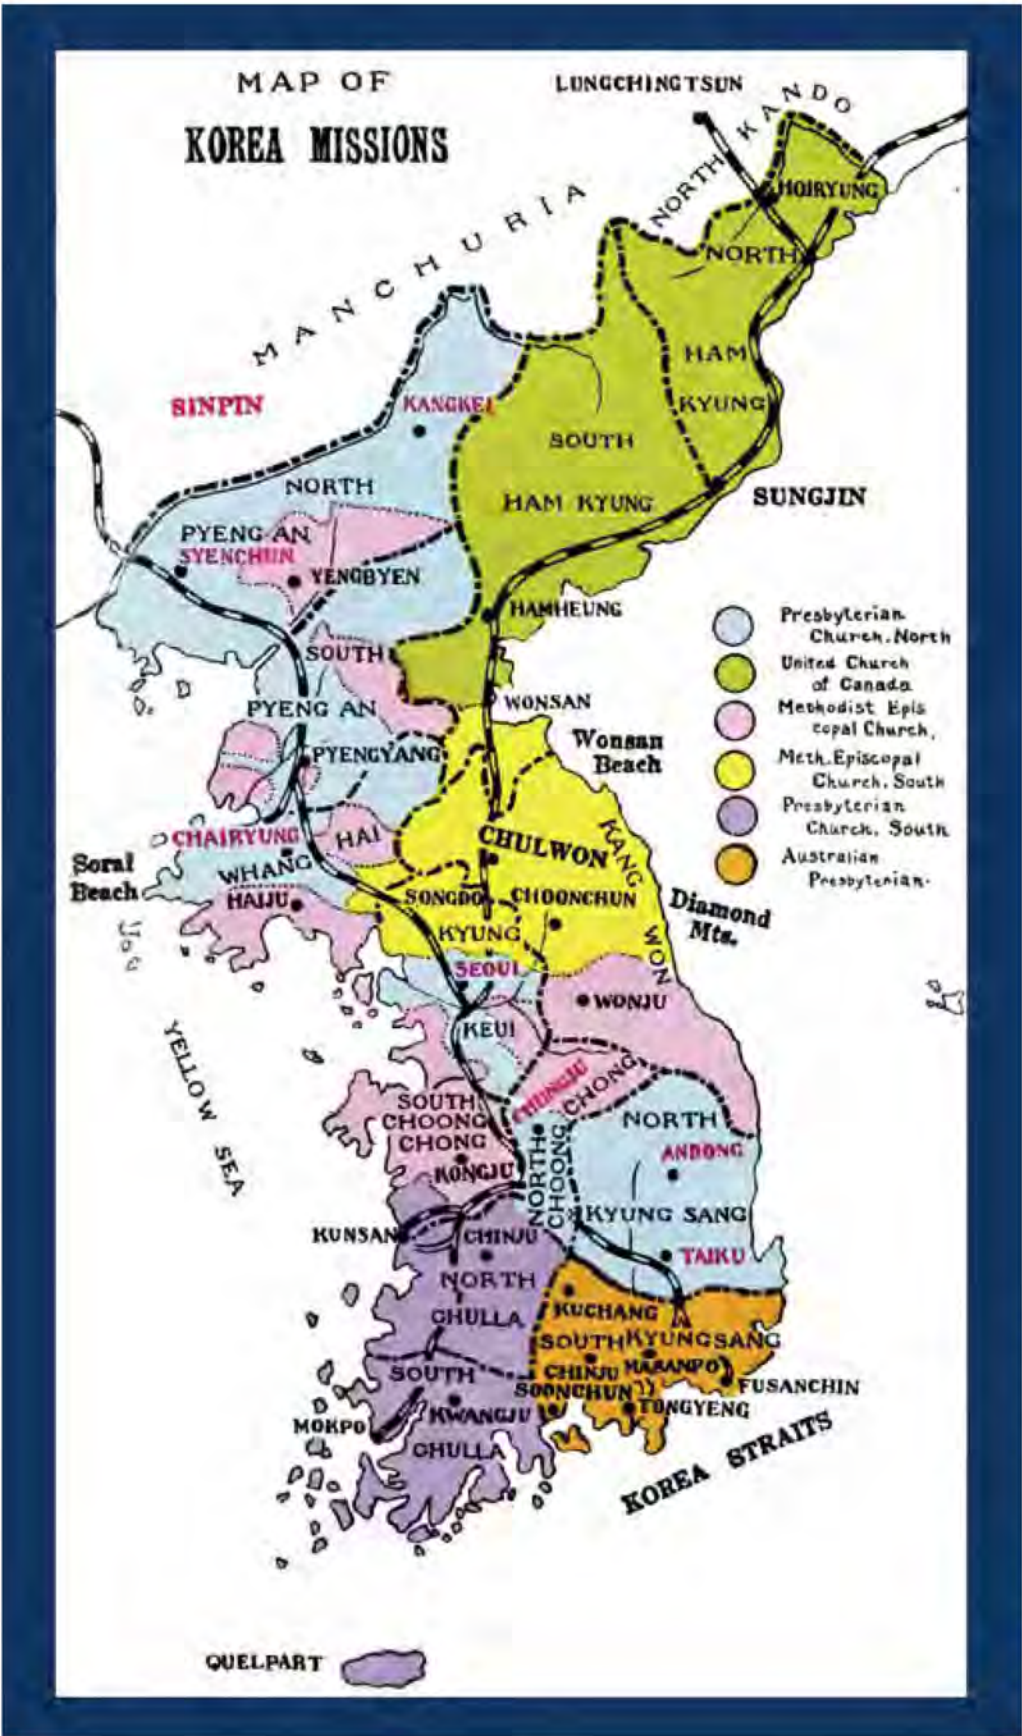 MAP OF
KOREA MISSIONS
LUNGCHINGTSUN
NORTH KANDO
HOIRYUNG
MANCHURIA
NORTH
HAM
KYUNG
SINPIN
KANGKEI
SOUTH
HAM KYUNG
SUNGJIN
NORTH
PYENG AN
SYENCHUN
YENGBYEN
HAMHEUNG
SOUTH
PYENG AN
WONSAN
Wonsan
Beach
PYENGYANG
Presbyterian
Church. North
United Church
of Canada
Methodist Epis
copal Church,
Meth. Episcopal
Church. South
Presbyterian
Church. South
Australian
Presbyterian.
CHAIRYUNG
HAI
WHANG
Sorai
Beach
HAIJU
CHULWON
KANG
WON
SONGDO
CHOONCHUN
Diamond
Mts.
KYUNG
SEOUL
KEUI
WONJU
YELLOW SEA
CHUNGJU
CHONG
SOUTH
CHOONG
CHONG
KONGJU
NORTH
CHOONG
NORTH
ANDONG
KYUNG SANG
TAIKU
KUNSAN
CHINJU
NORTH
CHULLA
KUCHANG
SOUTH KYUNGSANG
CHINJU
MASANPO
SOONCHUN
FUSANCHIN
TONGYENG
SOUTH
KWANGJU
CHULLA
MOKPO
KOREA STRAITS
QUELPART